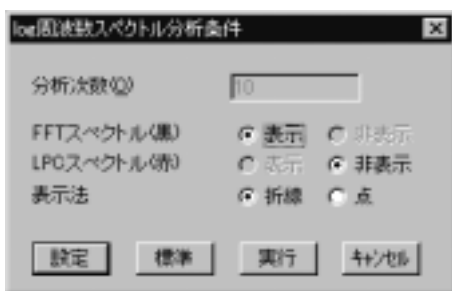 log周波数スペクトル分析条件
分析次数(Q) 10
FFTスペクトル(黒) 表示 非表示
LPCスペクトル(赤) 表示 非表示
表示法 折線 点
設定 標準 実行 キャンセル